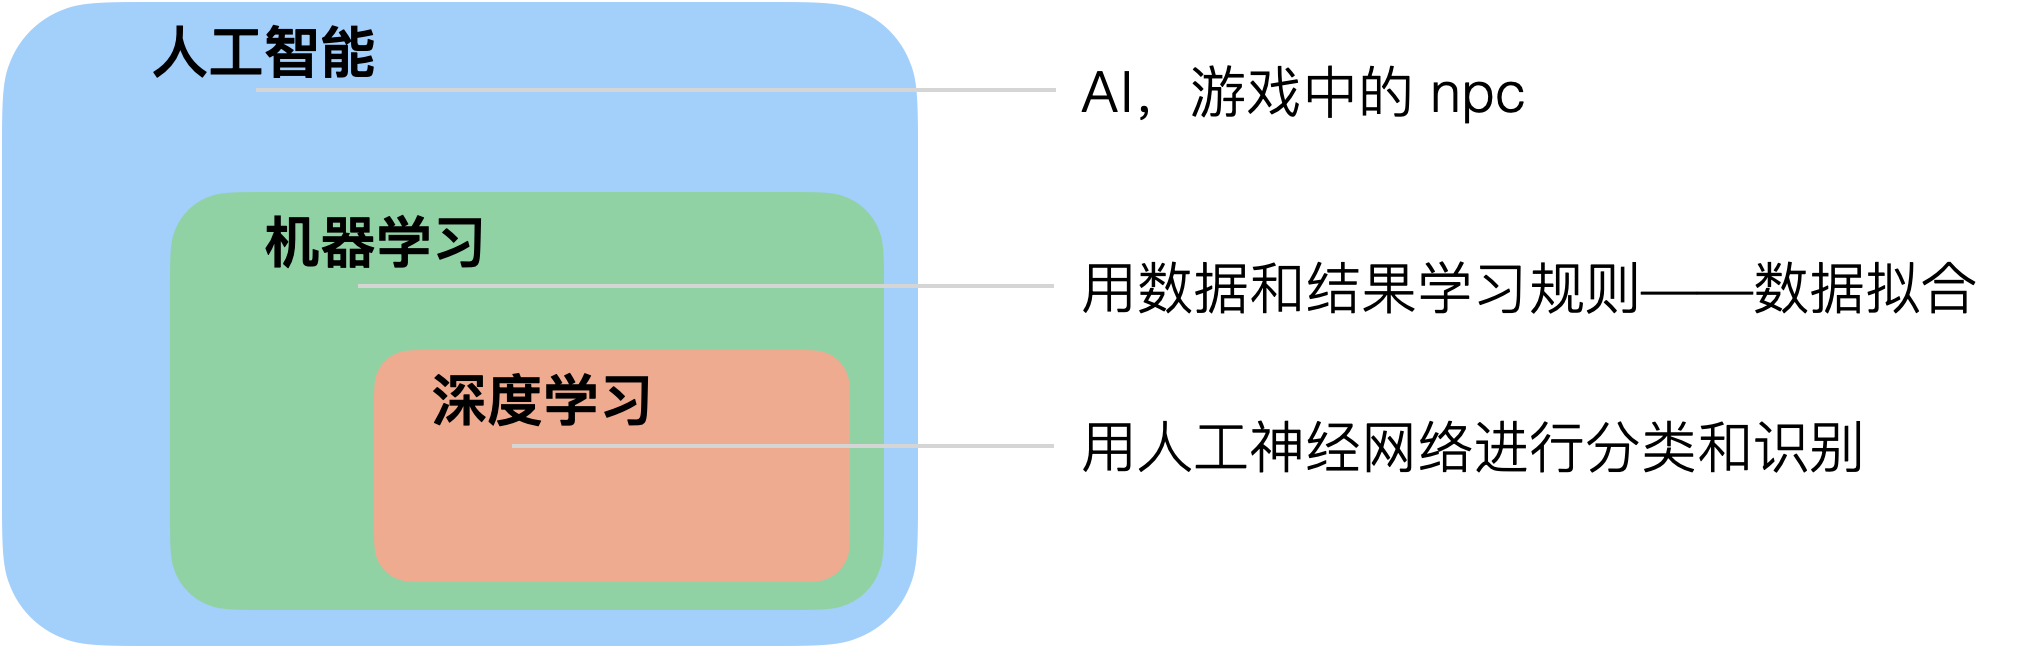 人工智能
AI，游戏中的 npc
机器学习
用数据和结果学习规则——数据拟合
深度学习
用人工神经网络进行分类和识别